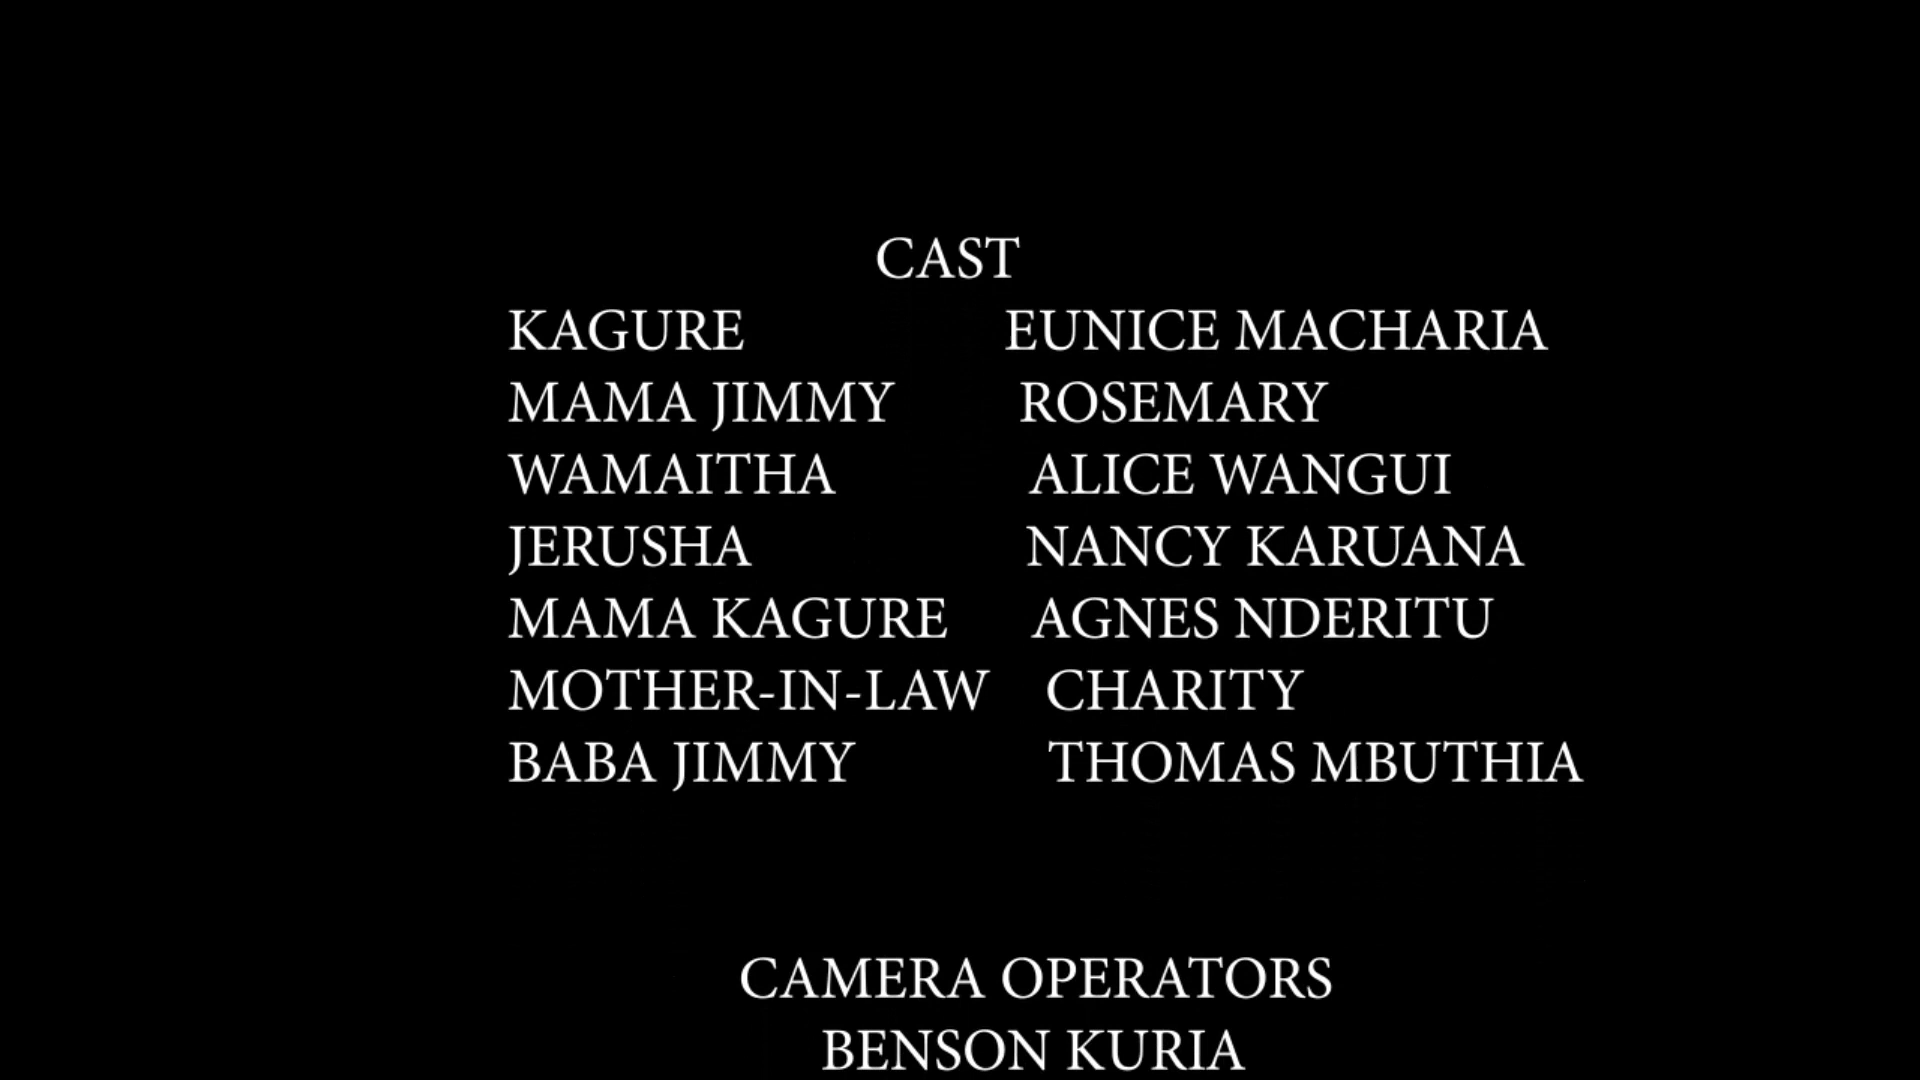 CAST
KAGURE EUNICE MACHARIA
MAMA JIMMY ROSEMARY
WAMAITHA ALICE WANGUI
JERUSHA NANCY KARUANA
MAMA KAGURE AGNES NDERITU
MOTHER-IN-LAW CHARITY
BABA JIMMY THOMAS MBUTHIA
CAMERA OPERATORS
BENSON KURIA